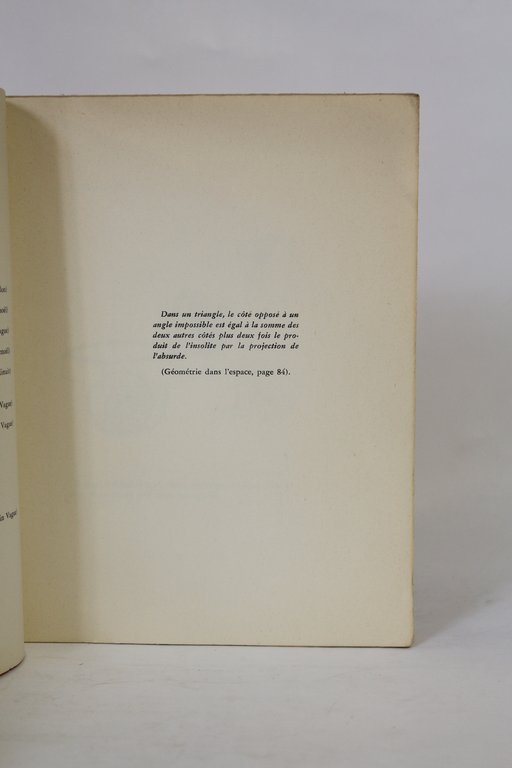 Dans un triangle, le côté opposé à un
angle impossible est égal à la somme des
deux autres côtés plus deux fois le pro-
duit de l'insolite par la projection de
l'absurde.
(Géométrie dans l'espace, page 84).
Vague)